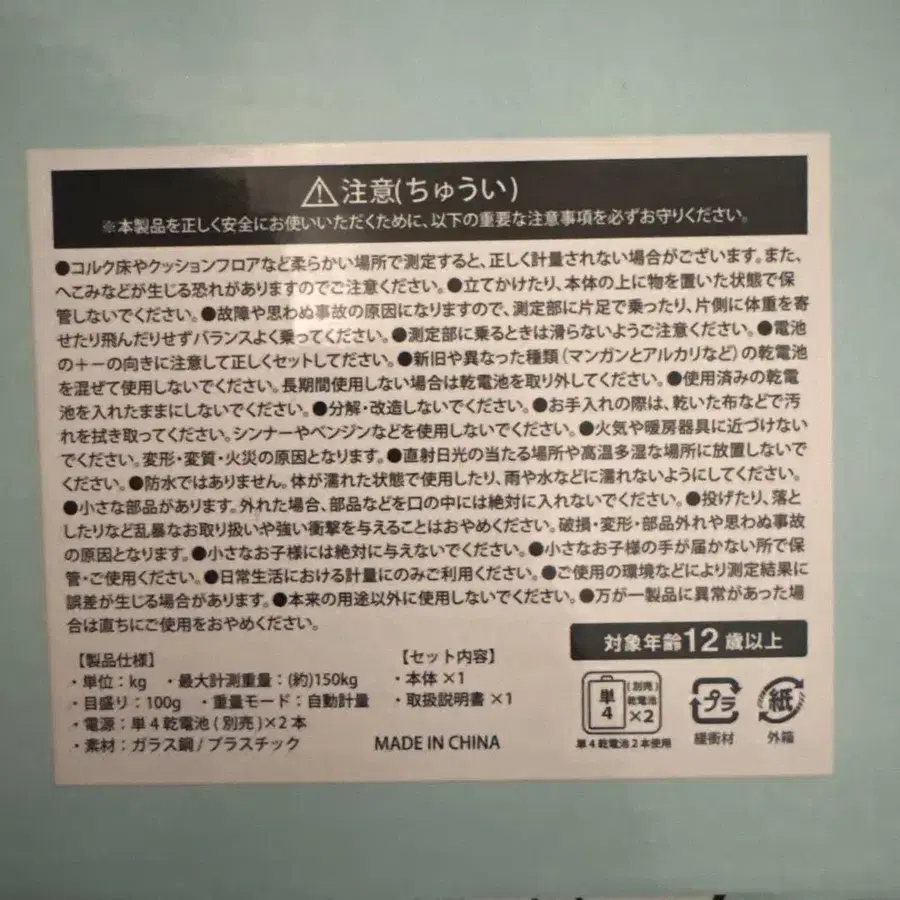 ⚠注意(ちゅうい)
※本製品を正しく安全にお使いいただくために、以下の重要な注意事項を必ずお守りください。
●コルク床やクッションフロアなど柔らかい場所で測定すると、正しく計量されない場合がございます。また、
へこみなどが生じる恐れがありますのでご注意ください。●立てかけたり、本体の上に物を置いた状態で保
管しないでください。●故障や思わぬ事故の原因になりますので、測定部に片足で乗ったり、片側に体重を寄
せたり飛んだりせずバランスよく乗ってください。●測定部に乗るときは滑らないようご注意ください。●電池
の+ーの向きに注意して正しくセットしてださい。●新旧や異なった種類(マンガンとアルカリなど)の乾電池
を混ぜて使用しないでください。長期間使用しない場合は乾電池を取り外してください。●使用済みの乾電
池を入れたままにしないでください。●分解・改造しないでください。●お手入れの際は、乾いた布などで汚
れを拭き取ってください。シンナーやベンジンなどを使用しないでください。●火気や暖房器具に近づけない
でください。変形・変質・火災の原因となります。●直射日光の当たる場所や高温多湿な場所に放置しないで
ください。●防水ではありません。体が濡れた状態で使用したり、雨や水などに濡れないようにしてください。
●小さな部品があります。外れた場合、部品などを口の中には絶対に入れないでください。●投げたり、落と
したりなど乱暴なお取り扱いや強い衝撃を与えることはおやめください。破損・変形・部品外れや思わぬ事故
の原因となります。●小さなお子様には絶対に与えないでください。●小さなお子様の手が届かない所で保
管・ご使用ください。●日常生活における計量にのみご利用ください。●ご使用の環境などにより測定結果に
誤差が生じる場合があります。●本来の用途以外に使用しないでください。●万が一製品に異常があった場
合は直ちにご使用をおやめください。
対象年齢12歳以上
【製品仕様】
・単位:kg ・最大計測重量:(約)150kg
・目盛り:100g ・重量モード:自動計量
・電源:単4乾電池(別売)×2本
・素材:ガラス鋼/プラスチック
【セット内容】
・本体×1
・取扱説明書×1
MADE IN CHINA
単4
(別売)
乾電池
×2
単4乾電池2本使用
プラ
緩衝材
紙
外箱